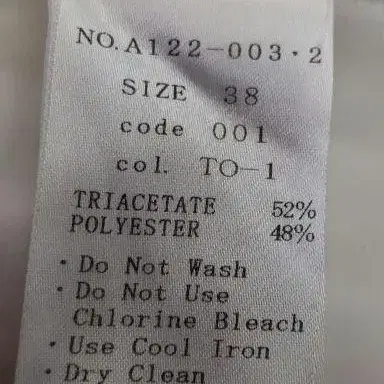 NO. A122-003・2
SIZE 38
code 001
col. TO-1
TRIACETATE 52%
POLYESTER 48%
・Do Not Wash
・Do Not Use
Chlorine Bleach
・Use Cool Iron
・Dry Clean